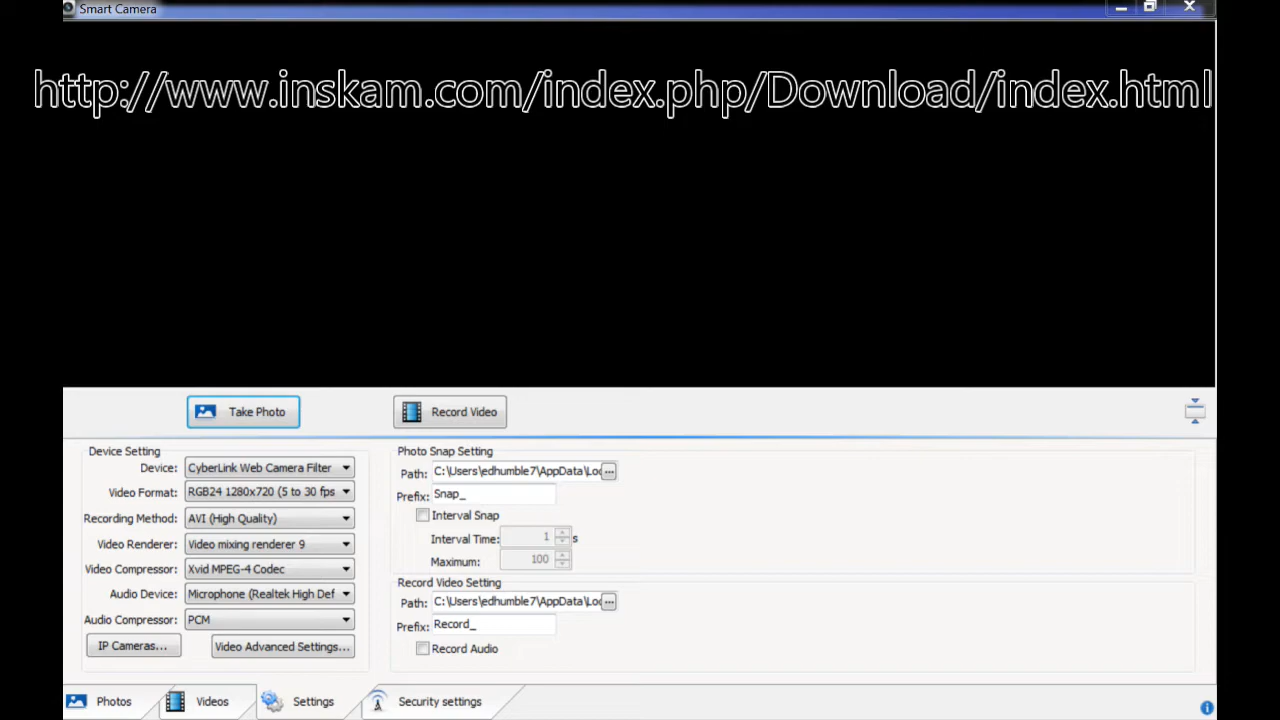 Smart Camera
http://www.inskam.com/index.php/Download/index.html
Take Photo
Record Video
Device Setting
Device: CyberLink Web Camera Filter
Video Format: RGB24 1280x720 (5 to 30 fps
Recording Method: AVI (High Quality)
Video Renderer: Video mixing renderer 9
Video Compressor: Xvid MPEG-4 Codec
Audio Device: Microphone (Realtek High Def
Audio Compressor: PCM
IP Cameras... Video Advanced Settings...
Photo Snap Setting
Path: C:\Users\edhumble7\AppData\Loc ...
Prefix: Snap_
Interval Snap
Interval Time: 1 s
Maximum: 100
Record Video Setting
Path: C:\Users\edhumble7\AppData\Loc ...
Prefix: Record_
Record Audio
Photos Videos Settings Security settings